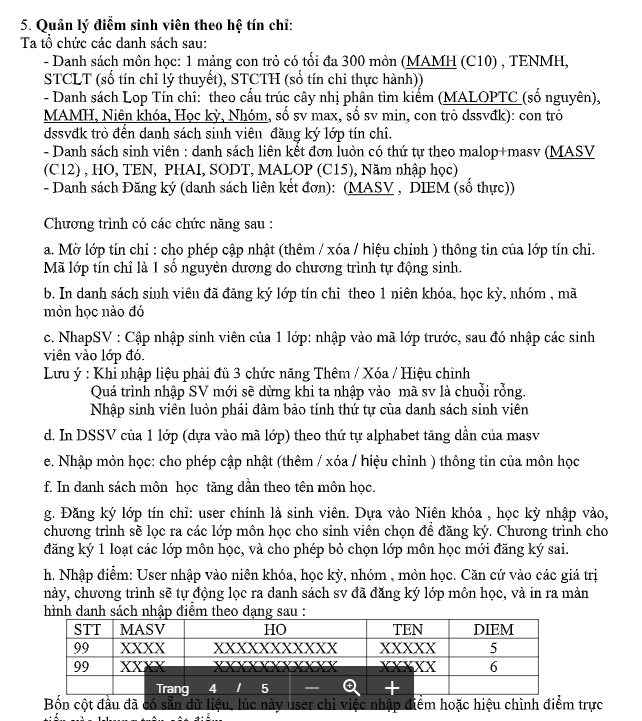 5. Quản lý điểm sinh viên theo hệ tín chỉ:
Ta tổ chức các danh sách sau:
- Danh sách môn học: 1 mảng con trỏ có tối đa 300 môn (MAMH (C10) , TENMH,
STCLT (số tín chỉ lý thuyết), STCTH (số tín chỉ thực hành))
- Danh sách Lop Tín chỉ: theo cấu trúc cây nhị phân tìm kiếm (MALOPTC (số nguyên),
MAMH, Niên khóa, Học kỳ, Nhóm, số sv max, số sv min, con trỏ dssvđk): con trỏ
dssvđk trỏ đến danh sách sinh viên đăng ký lớp tín chỉ.
- Danh sách sinh viên : danh sách liên kết đơn luôn có thứ tự theo malop+masv (MASV
(C12) , HO, TEN, PHAI, SODT, MALOP (C15), Năm nhập học)
- Danh sách Đăng ký (danh sách liên kết đơn): (MASV , DIEM (số thực))
Chương trình có các chức năng sau :
a. Mở lớp tín chỉ : cho phép cập nhật (thêm / xóa / hiệu chỉnh ) thông tin của lớp tín chỉ.
Mã lớp tín chỉ là 1 số nguyên dương do chương trình tự động sinh.
b. In danh sách sinh viên đã đăng ký lớp tín chỉ theo 1 niên khóa, học kỳ, nhóm , mã
môn học nào đó
c. NhapSV : Cập nhập sinh viên của 1 lớp: nhập vào mã lớp trước, sau đó nhập các sinh
viên vào lớp đó.
Lưu ý : Khi nhập liệu phải đủ 3 chức năng Thêm / Xóa / Hiệu chỉnh
Quá trình nhập SV mới sẽ dừng khi ta nhập vào mã sv là chuỗi rỗng.
Nhập sinh viên luôn phải đảm bảo tính thứ tự của danh sách sinh viên
d. In DSSV của 1 lớp (dựa vào mã lớp) theo thứ tự alphabet tăng dần của masv
e. Nhập môn học: cho phép cập nhật (thêm / xóa / hiệu chỉnh ) thông tin của môn học
f. In danh sách môn học tăng dần theo tên môn học.
g. Đăng ký lớp tín chỉ: user chính là sinh viên. Dựa vào Niên khóa , học kỳ nhập vào,
chương trình sẽ lọc ra các lớp môn học cho sinh viên chọn để đăng ký. Chương trình cho
đăng ký 1 loạt các lớp môn học, và cho phép bỏ chọn lớp môn học mới đăng ký sai.
h. Nhập điểm: User nhập vào niên khóa, học kỳ, nhóm , môn học. Căn cứ vào các giá trị
này, chương trình sẽ tự động lọc ra danh sách sv đã đăng ký lớp môn học, và in ra màn
hình danh sách nhập điểm theo dạng sau :
STT MASV HO TEN DIEM
99 XXXX XXXXXXXXXXX XXXXX 5
99 XXXX XXXXXXXXXXX XXXXX 6
Trang 4 / 5
Bốn cột đầu đã có sẵn dữ liệu, lúc này user chỉ việc nhập điểm hoặc hiệu chỉnh điểm trực